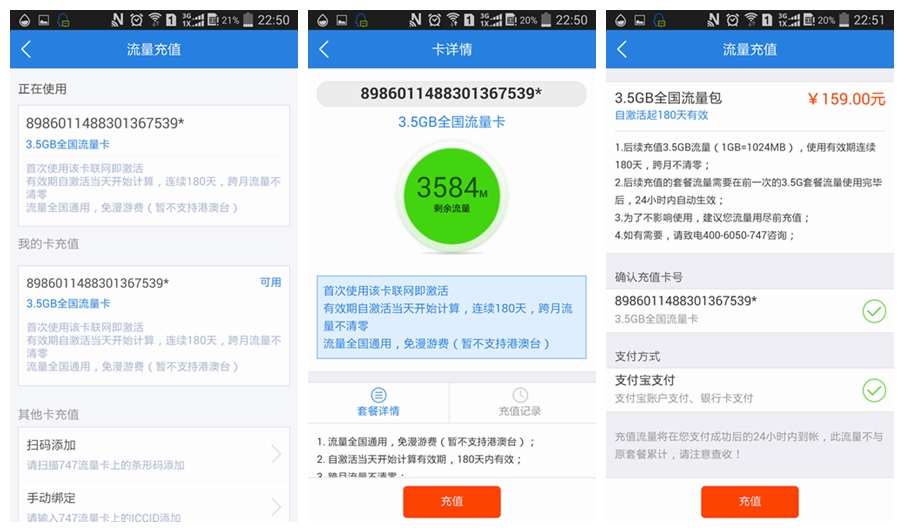 3G 1X 21% 22:50
流量充值
正在使用
8986011488301367539*
3.5GB全国流量卡
首次使用该卡联网即激活
有效期自激活当天开始计算，连续180天，跨月流量不
清零
流量全国通用，免漫游费（暂不支持港澳台）
我的卡充值
8986011488301367539* 可用
3.5GB全国流量卡
首次使用该卡联网即激活
有效期自激活当天开始计算，连续180天，跨月流量不
清零
流量全国通用，免漫游费（暂不支持港澳台）
其他卡充值
扫码添加
请扫描747流量卡上的条形码添加
手动绑定
请输入747流量卡上的ICCID添加
3G 1X 20% 22:50
卡详情
8986011488301367539*
3.5GB全国流量卡
3584M
剩余流量
首次使用该卡联网即激活
有效期自激活当天开始计算，连续180天，跨月流
量不清零
流量全国通用，免漫游费（暂不支持港澳台）
套餐详情 充值记录
1. 流量全国通用，免漫游费（暂不支持港澳台）；
2. 自激活当天开始计算有效期，180天内有效；
3. 跨月流量不清零；
充值
3G 1X 20% 22:51
流量充值
3.5GB全国流量包 ￥159.00元
自激活起180天有效
1.后续充值3.5GB流量（1GB=1024MB），使用有效期连续
180天，跨月不清零；
2.后续充值的套餐流量需要在前一次的3.5G套餐流量使用完毕
后，24小时内自动生效；
3.为了不影响使用，建议您流量用尽前充值；
4.如有需要，请致电400-6050-747咨询；
确认充值卡号
8986011488301367539*
3.5GB全国流量卡
支付方式
支付宝支付
支付宝账户支付、银行卡支付
充值流量将在您支付成功后的24小时内到帐，此流量不与
原套餐累计，请注意查收！
充值